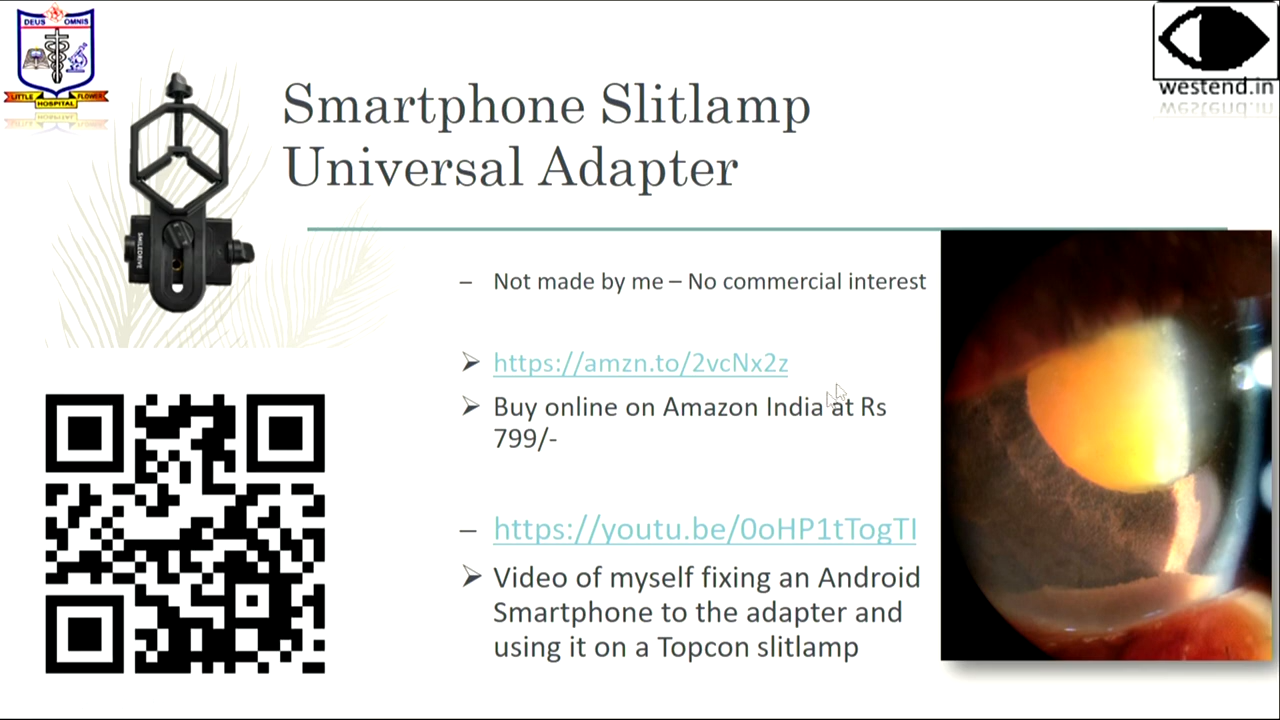 DEUS OMNIS
LITTLE FLOWER
HOSPITAL
westend.in
Smartphone Slitlamp
Universal Adapter
SMILEDRIVE
– Not made by me – No commercial interest
➢ https://amzn.to/2vcNx2z
➢ Buy online on Amazon India at Rs
799/-
– https://youtu.be/0oHP1tTogTI
➢ Video of myself fixing an Android
Smartphone to the adapter and
using it on a Topcon slitlamp